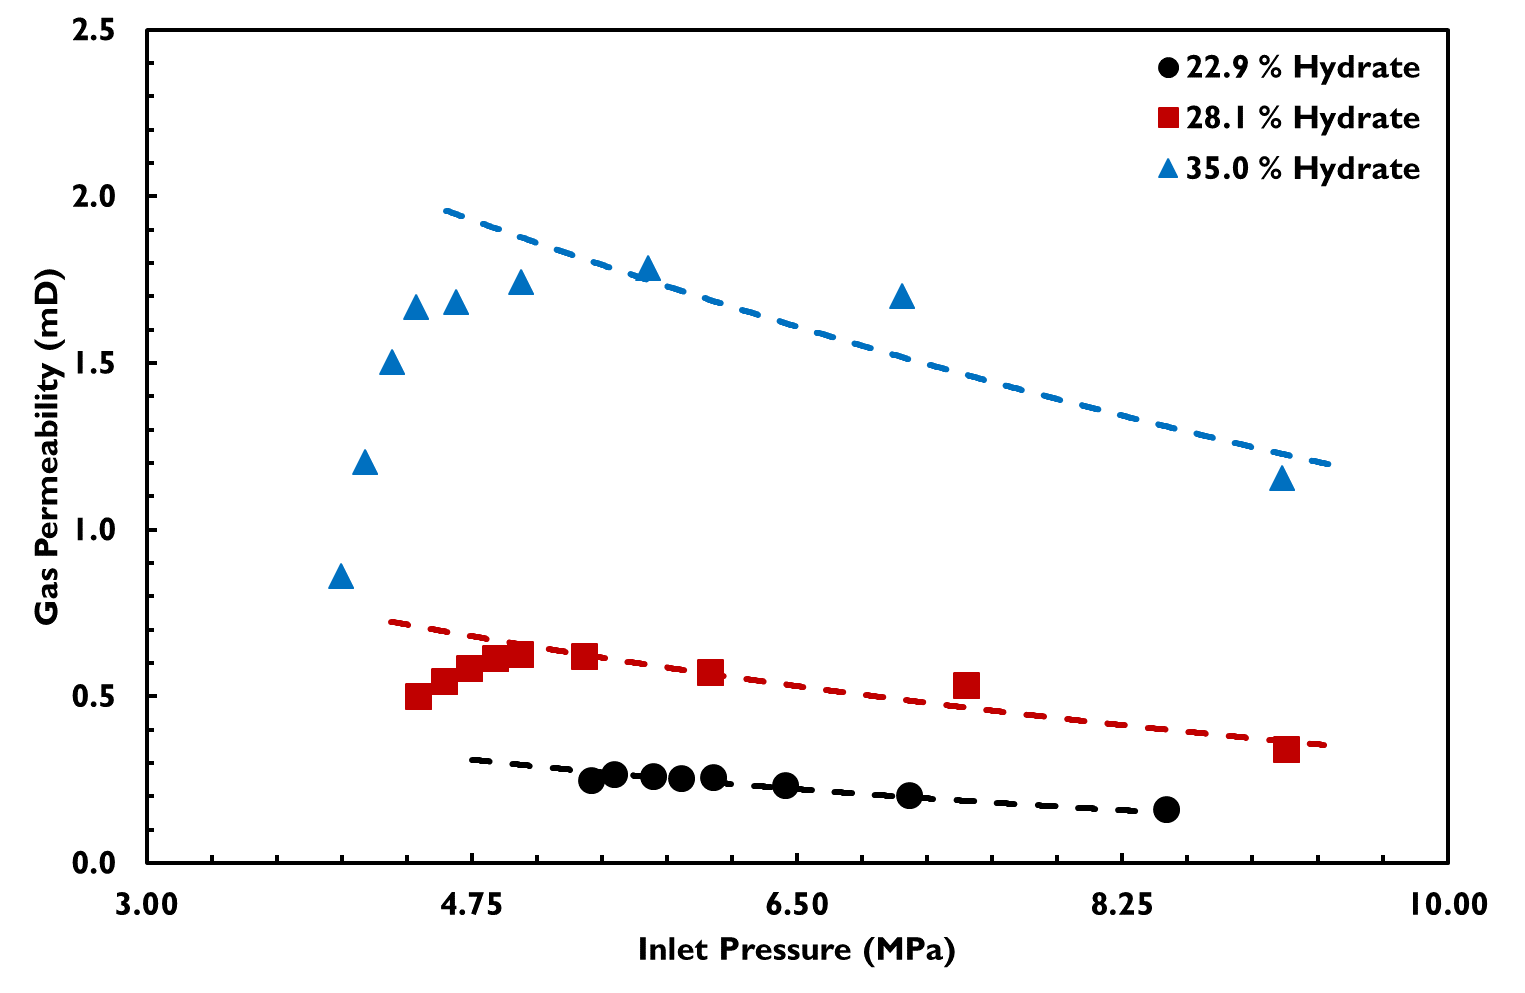 2.5
2.0
1.5
1.0
0.5
0.0
Gas Permeability (mD)
22.9 % Hydrate
28.1 % Hydrate
35.0 % Hydrate
3.00 4.75 6.50 8.25 10.00
Inlet Pressure (MPa)